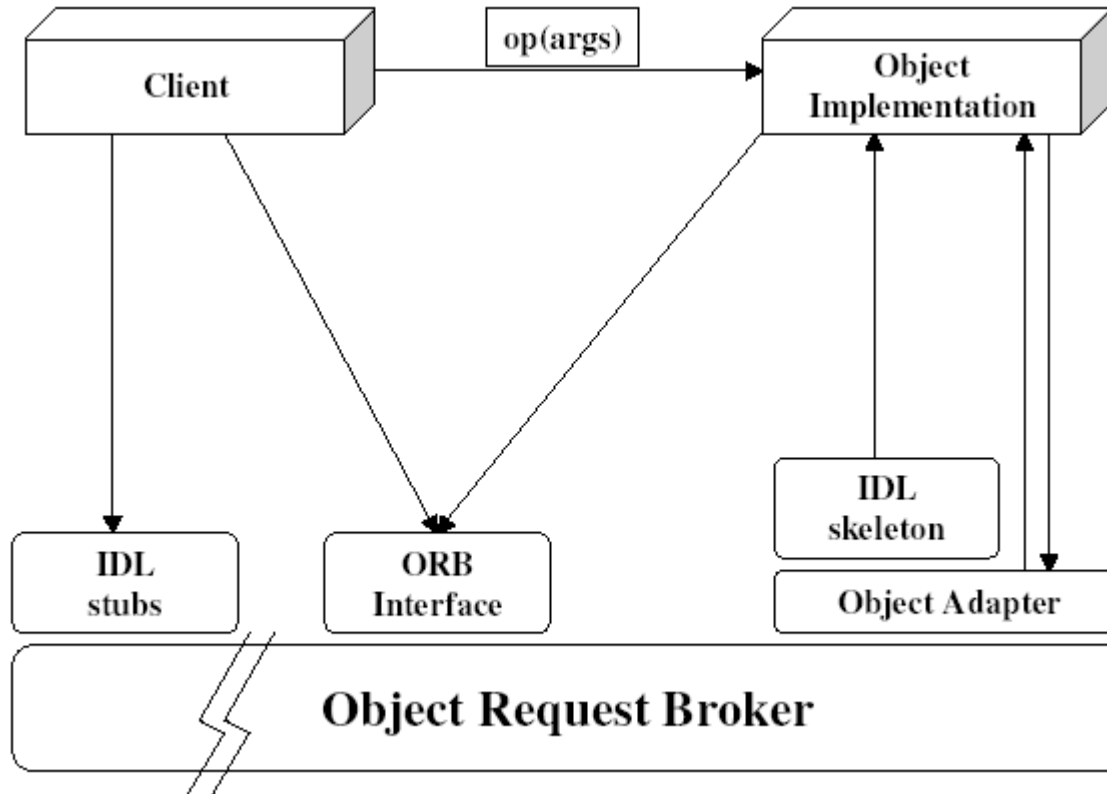 op(args)
Client
Object
Implementation
IDL
skeleton
IDL
stubs
ORB
Interface
Object Adapter
Object Request Broker